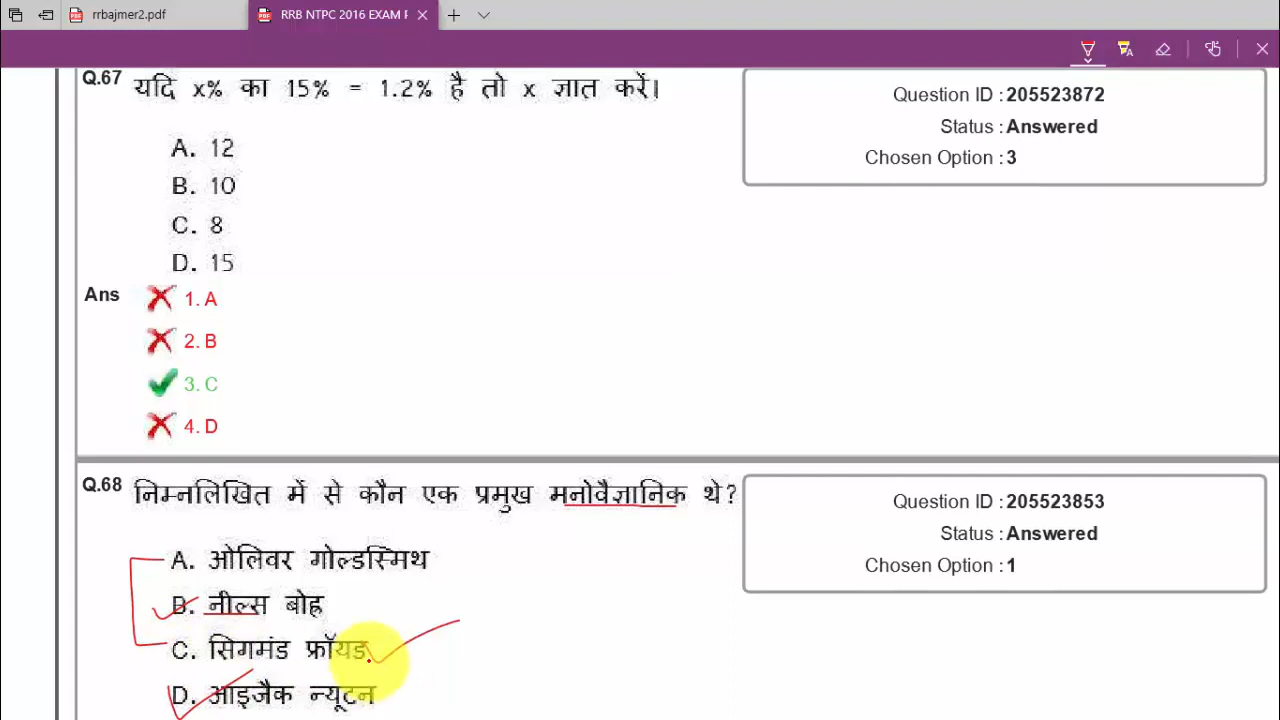 rrbajmer2.pdf
RRB NTPC 2016 EXAM F
Q.67 यदि x% का 15% = 1.2% है तो x ज्ञात करें।
Question ID : 205523872
Status : Answered
Chosen Option : 3
A. 12
B. 10
C. 8
D. 15
Ans
1. A
2. B
3. C
4. D
Q.68 निम्नलिखित में से कौन एक प्रमुख मनोवैज्ञानिक थे?
Question ID : 205523853
Status : Answered
Chosen Option : 1
A. ओलिवर गोल्डस्मिथ
B. नील्स बोह्र
C. सिगमंड फ्रॉयड
D. आइजैक न्यूटन